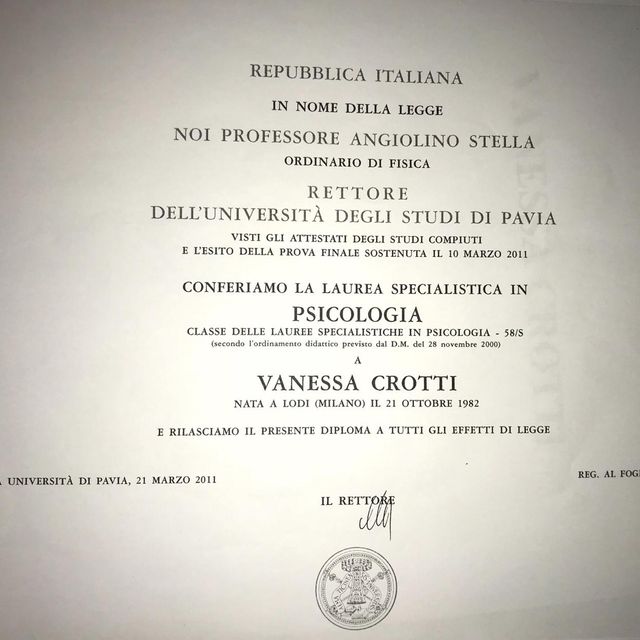 REPUBBLICA ITALIANA
IN NOME DELLA LEGGE
NOI PROFESSORE ANGIOLINO STELLA
ORDINARIO DI FISICA
RETTORE
DELL'UNIVERSITÀ DEGLI STUDI DI PAVIA
VISTI GLI ATTESTATI DEGLI STUDI COMPIUTI
E L'ESITO DELLA PROVA FINALE SOSTENUTA IL 10 MARZO 2011
CONFERIAMO LA LAUREA SPECIALISTICA IN
PSICOLOGIA
CLASSE DELLE LAUREE SPECIALISTICHE IN PSICOLOGIA - 58/S
(secondo l'ordinamento didattico previsto dal D.M. del 28 novembre 2000)
A
VANESSA CROTTI
NATA A LODI (MILANO) IL 21 OTTOBRE 1982
E RILASCIAMO IL PRESENTE DIPLOMA A TUTTI GLI EFFETTI DI LEGGE
A UNIVERSITÀ DI PAVIA, 21 MARZO 2011
REG. AL FOG
IL RETTORE